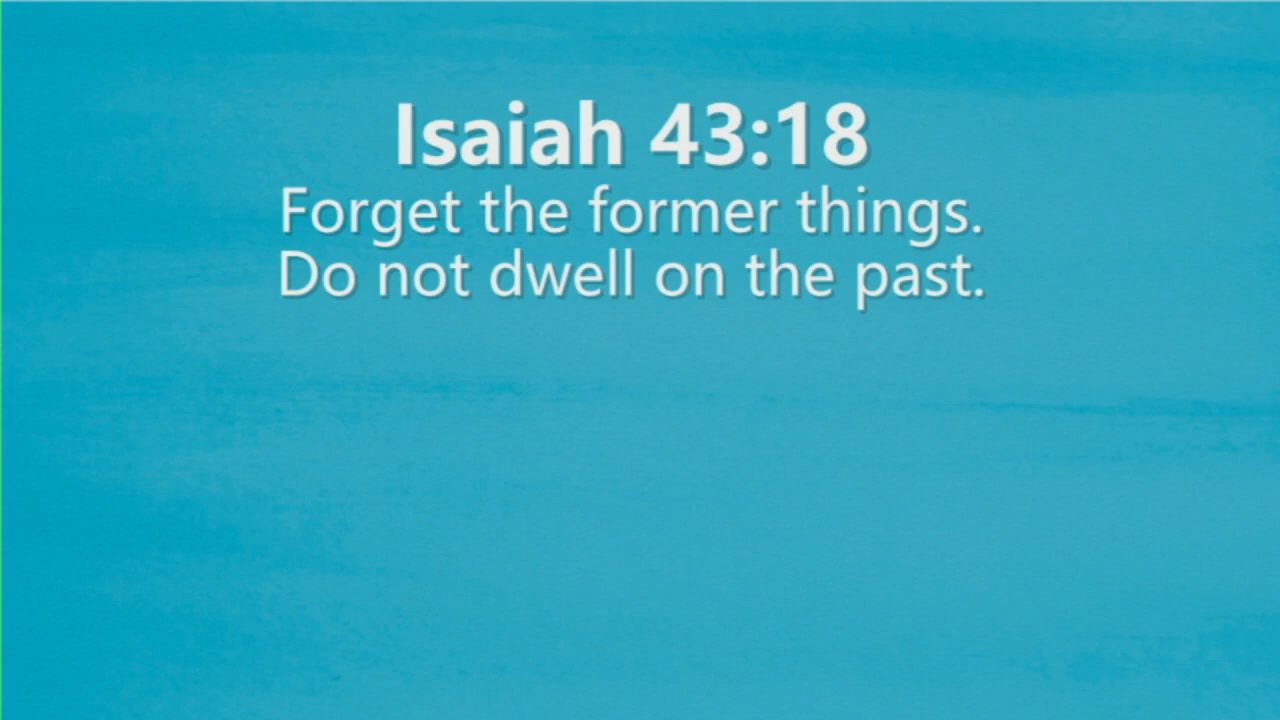 Isaiah 43:18
Forget the former things.
Do not dwell on the past.